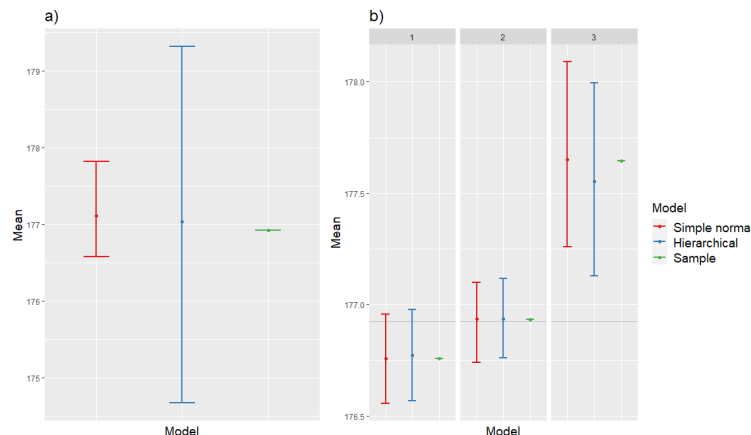 a)
179
178
177
176
175
Mean
Model
b)
1
2
3
178.0
177.5
177.0
176.5
Mean
Model
Model
Simple norma
Hierarchical
Sample